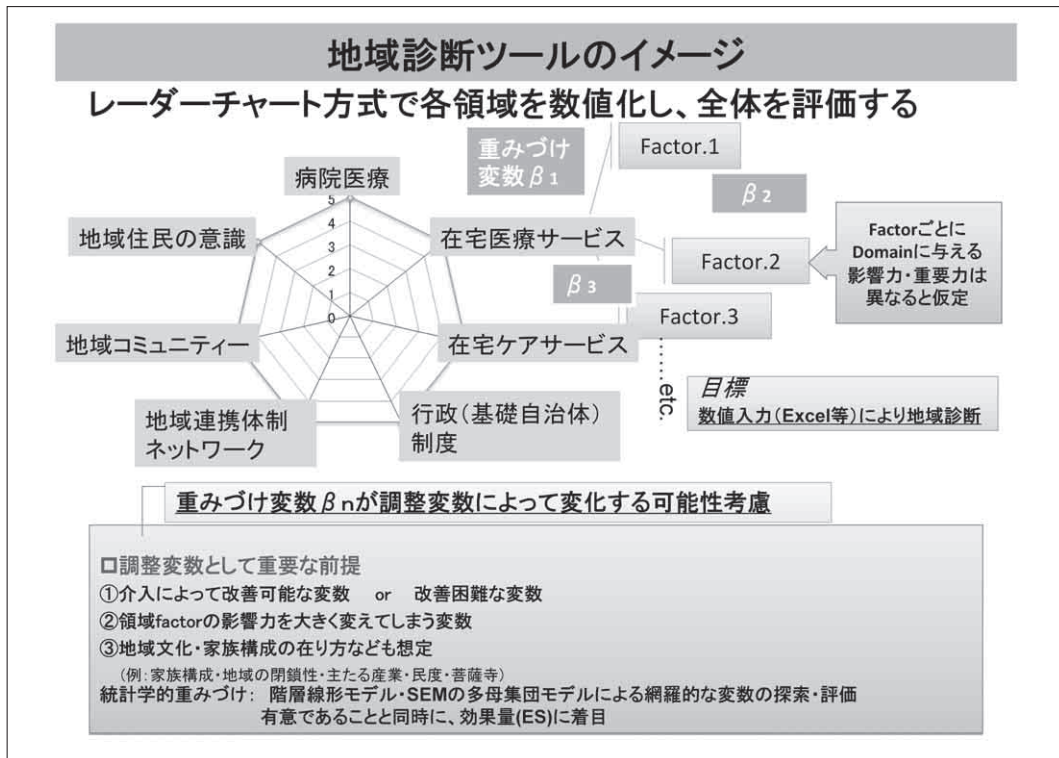 地域診断ツールのイメージ
レーダーチャート方式で各領域を数値化し、全体を評価する
重みづけ
変数β1
Factor.1
β2
病院医療
5
4
3
2
1
0
地域住民の意識
在宅医療サービス
Factor.2
Factorごとに
Domainに与える
影響力・重要力は
異なると仮定
β3
Factor.3
地域コミュニティー
在宅ケアサービス
........etc.
目標
数値入力(Excel等)により地域診断
地域連携体制
ネットワーク
行政(基礎自治体)
制度
重みづけ変数βnが調整変数によって変化する可能性考慮
□調整変数として重要な前提
①介入によって改善可能な変数 or 改善困難な変数
②領域factorの影響力を大きく変えてしまう変数
③地域文化・家族構成の在り方なども想定
(例:家族構成・地域の閉鎖性・主たる産業・民度・菩薩寺)
統計学的重みづけ: 階層線形モデル・SEMの多母集団モデルによる網羅的な変数の探索・評価
有意であることと同時に、効果量(ES)に着目